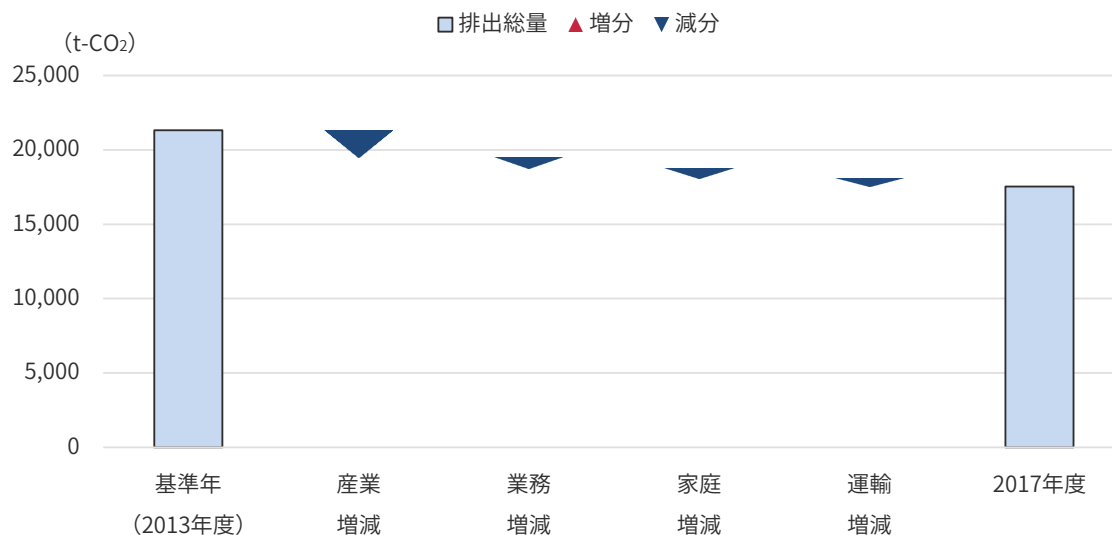 排出総量 増分 減分
（t-CO₂）
25,000
20,000
15,000
10,000
5,000
0
基準年 産業 業務 家庭 運輸 2017年度
（2013年度） 増減 増減 増減 増減